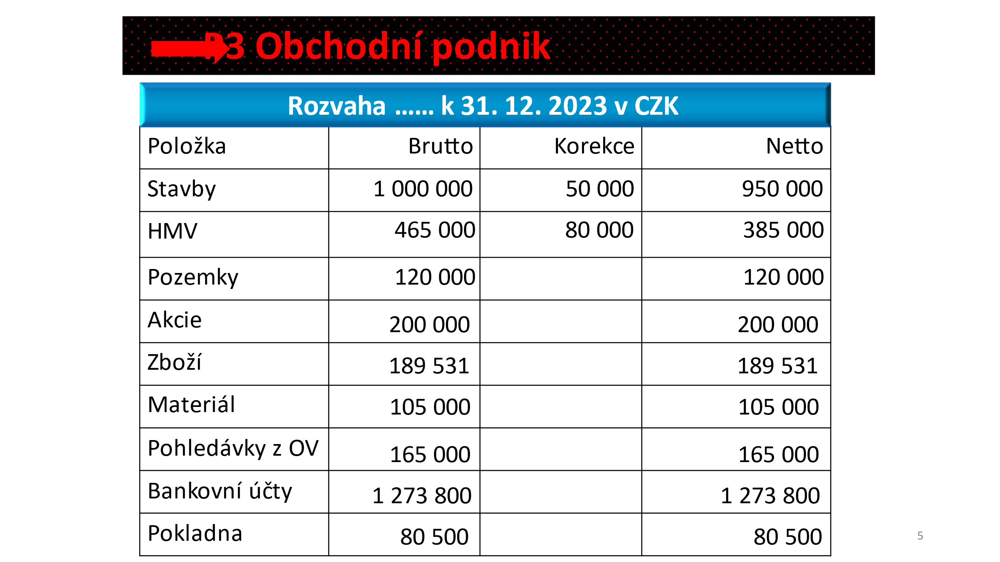 3 Obchodní podnik
Rozvaha ...... k 31. 12. 2023 v CZK
Položka Brutto Korekce Netto
Stavby 1 000 000 50 000 950 000
HMV 465 000 80 000 385 000
Pozemky 120 000 120 000
Akcie 200 000 200 000
Zboží 189 531 189 531
Materiál 105 000 105 000
Pohledávky z OV 165 000 165 000
Bankovní účty 1 273 800 1 273 800
Pokladna 80 500 80 500
5